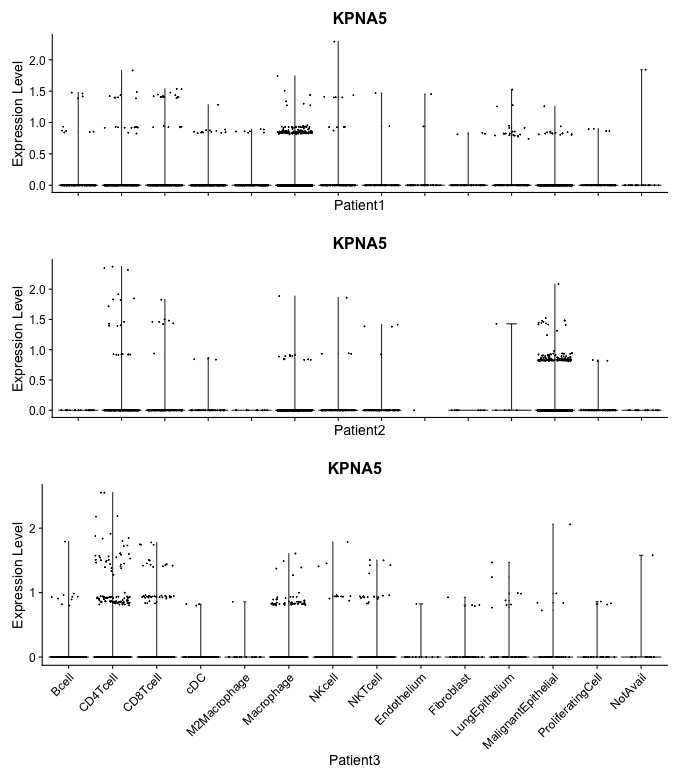 KPNA5
Expression Level
2.0
1.5
1.0
0.5
0.0
Patient1
KPNA5
Expression Level
2.0
1.5
1.0
0.5
0.0
Patient2
KPNA5
Expression Level
2
1
0
Bcell
CD4Tcell
CD8Tcell
cDC
M2Macrophage
Macrophage
NKcell
NKTcell
Endothelium
Fibroblast
LungEpithelium
MalignantEpithelial
ProliferatingCell
NotAvail
Patient3